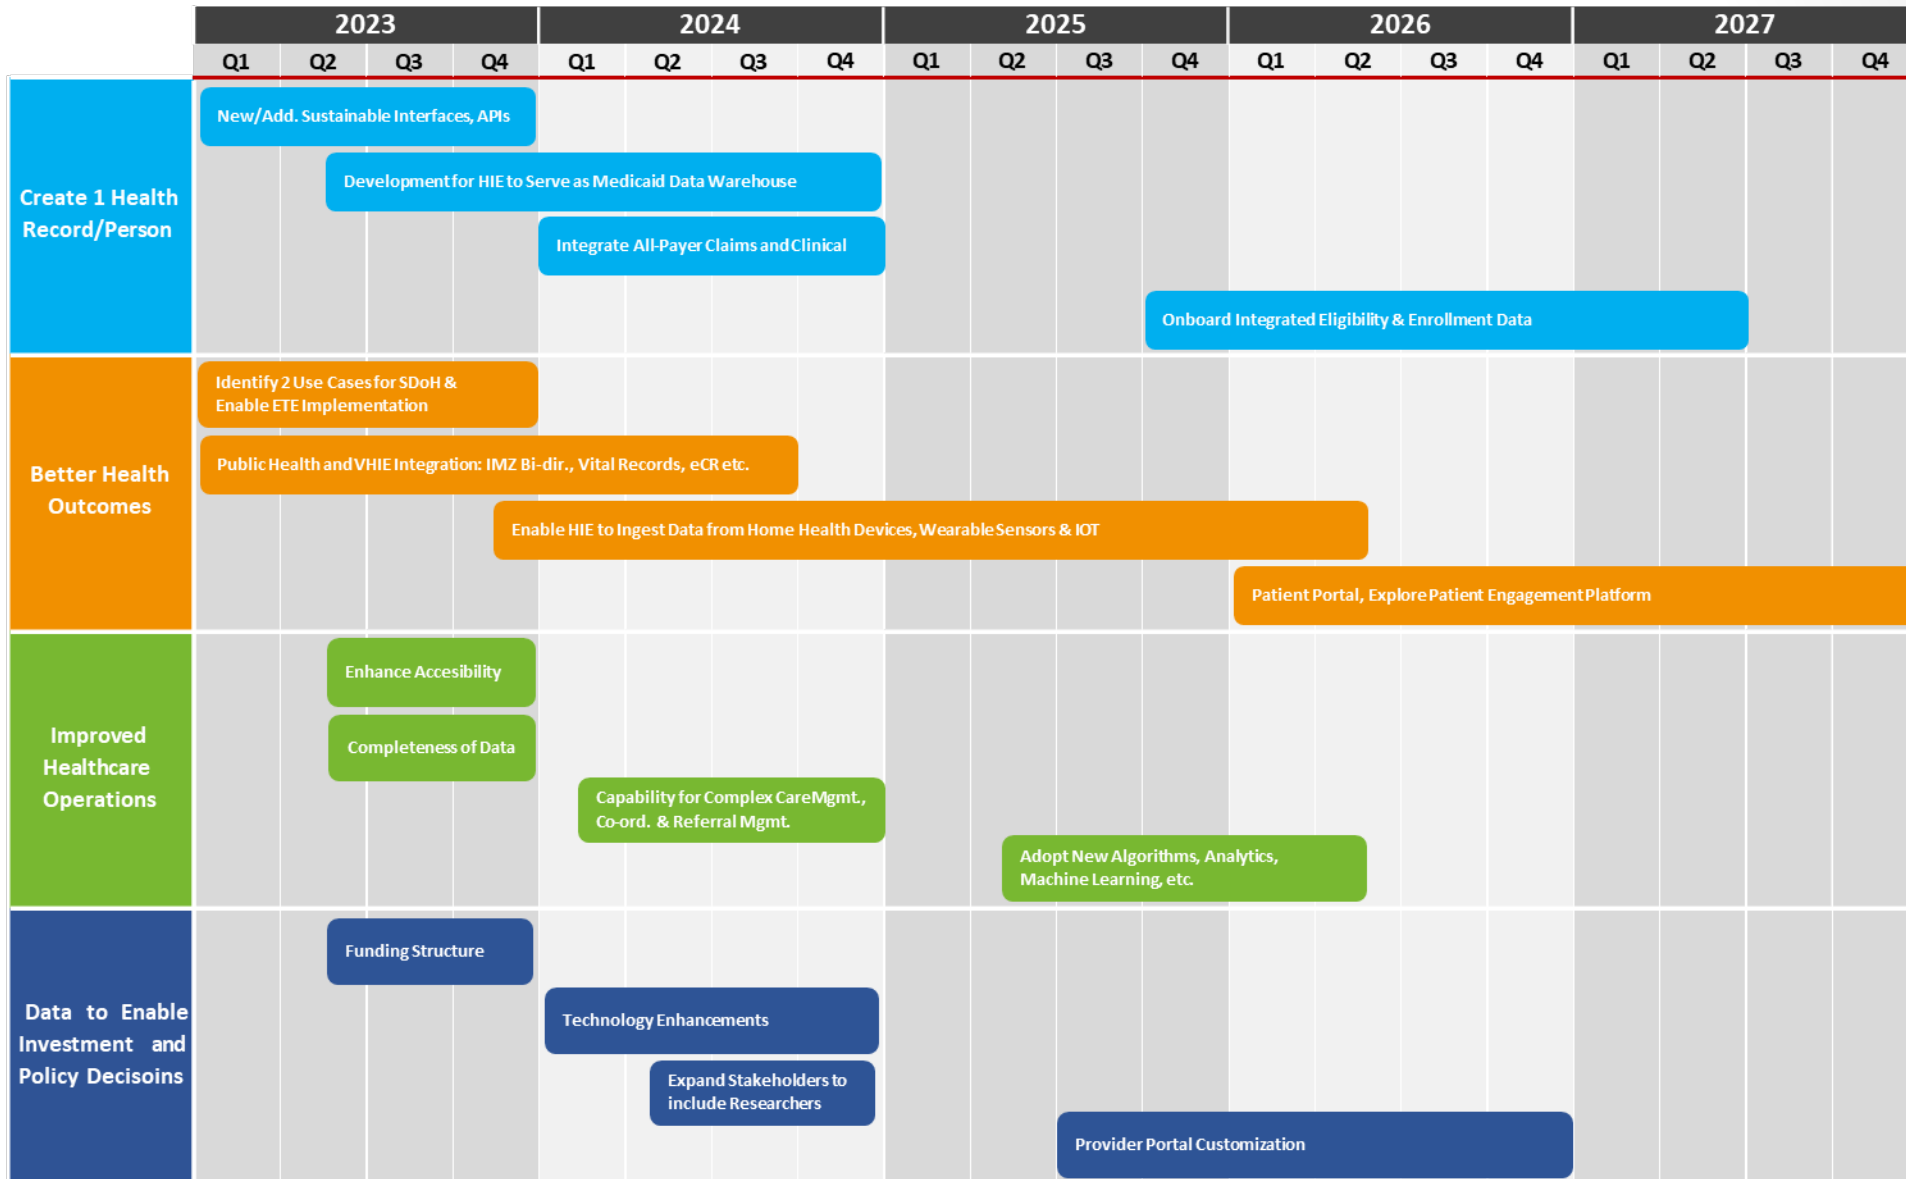 2023 2024 2025 2026 2027
Q1 Q2 Q3 Q4 Q1 Q2 Q3 Q4 Q1 Q2 Q3 Q4 Q1 Q2 Q3 Q4 Q1 Q2 Q3 Q4
Create 1 Health
Record/Person
New/Add. Sustainable Interfaces, APIs
Development for HIE to Serve as Medicaid Data Warehouse
Integrate All-Payer Claims and Clinical
Onboard Integrated Eligibility & Enrollment Data
Better Health
Outcomes
Identify 2 Use Cases for SDoH &
Enable ETE Implementation
Public Health and VHIE Integration: IMZ Bi-dir., Vital Records, eCR etc.
Enable HIE to Ingest Data from Home Health Devices, Wearable Sensors & IOT
Patient Portal, Explore Patient Engagement Platform
Improved
Healthcare
Operations
Enhance Accesibility
Completeness of Data
Capability for Complex Care Mgmt.,
Co-ord. & Referral Mgmt.
Adopt New Algorithms, Analytics,
Machine Learning, etc.
Data to Enable
Investment and
Policy Decisoins
Funding Structure
Technology Enhancements
Expand Stakeholders to
include Researchers
Provider Portal Customization